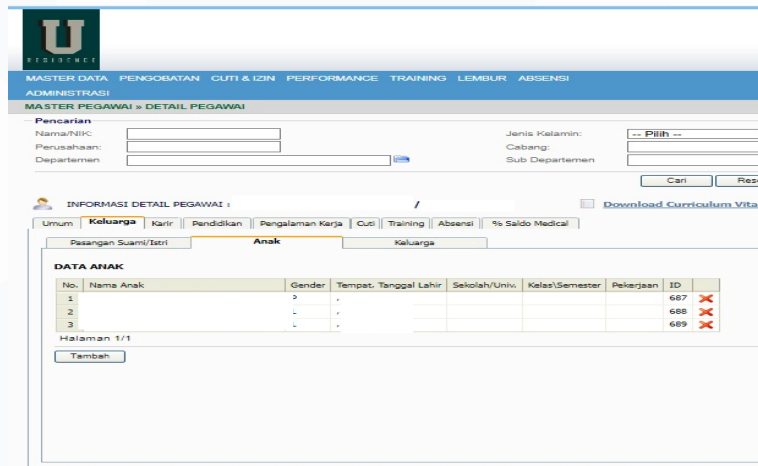 U
RESIDENCE
MASTER DATA PENGOBATAN CUTI & IZIN PERFORMANCE TRAINING LEMBUR ABSENSI
ADMINISTRASI
MASTER PEGAWAI » DETAIL PEGAWAI
Pencarian
Nama/NIK: Jenis Kelamin: -- Pilih --
Perusahaan: Cabang:
Departemen Sub Departemen
Cari Rese
INFORMASI DETAIL PEGAWAI : / Download Curriculum Vita
Umum Keluarga Karir Pendidikan Pengalaman Kerja Cuti Training Absensi % Saldo Medical
Pasangan Suami/Istri Anak Keluarga
DATA ANAK
No. Nama Anak Gender Tempat, Tanggal Lahir Sekolah/Univ. Kelas\Semester Pekerjaan ID
1 P , 687
2 L , 688
3 L , 689
Halaman 1/1
Tambah